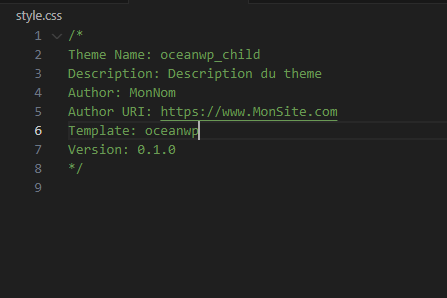 style.css
1 /*
2 Theme Name: oceanwp_child
3 Description: Description du theme
4 Author: MonNom
5 Author URI: https://www.MonSite.com
6 Template: oceanwp
7 Version: 0.1.0
8 */
9